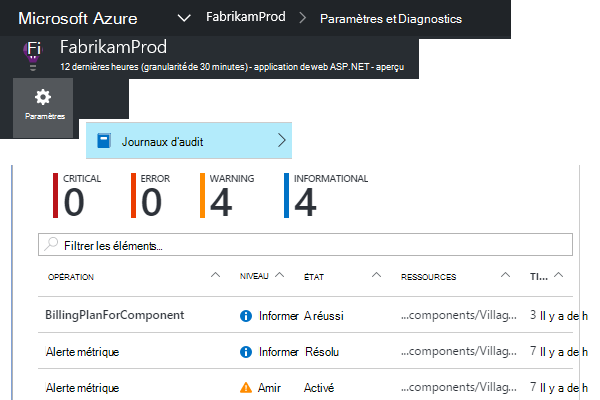 Microsoft Azure FabrikamProd Paramètres et Diagnostics
Fi FabrikamProd
12 dernières heures (granularité de 30 minutes) - application de web ASP.NET - aperçu
Paramètres
Journaux d'audit
CRITICAL ERROR WARNING INFORMATIONAL
0 0 4 4
Filtrer les éléments...
OPÉRATION NIVEAU ÉTAT RESSOURCES TI...
BillingPlanForComponent Informer A réussi ...components/Villag... 3 Il y a de h
Alerte métrique Informer Résolu ...components/Villag... 7 Il y a de h
Alerte métrique Amir Activé ...components/Villag... 7 Il y a de h